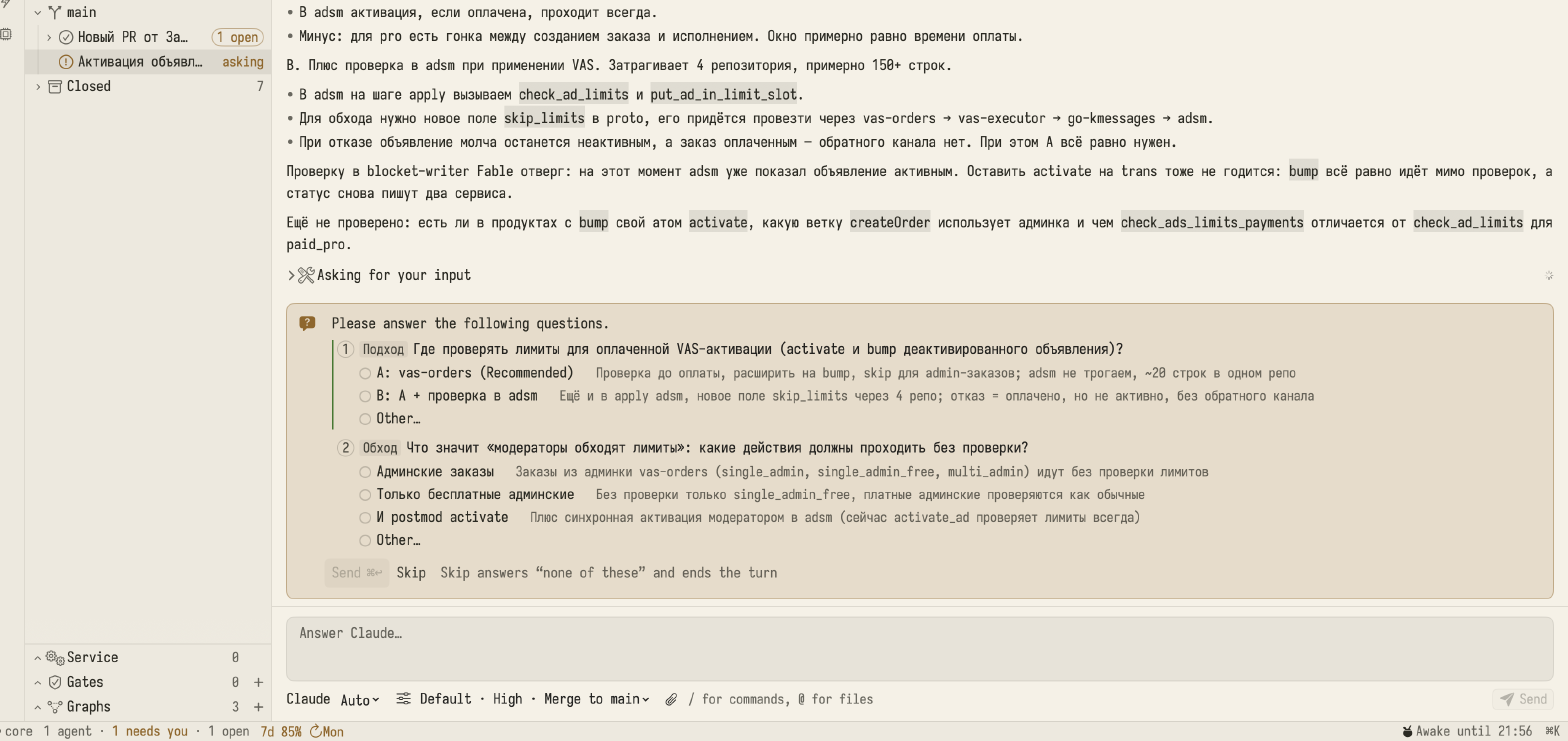 main
Новый PR от За… 1 open
Активация объявл… asking
Closed 7
• В adsm активация, если оплачена, проходит всегда.
• Минус: для pro есть гонка между созданием заказа и исполнением. Окно примерно равно времени оплаты.
B. Плюс проверка в adsm при применении VAS. Затрагивает 4 репозитория, примерно 150+ строк.
• В adsm на шаге apply вызываем check_ad_limits и put_ad_in_limit_slot.
• Для обхода нужно новое поле skip_limits в proto, его придётся провезти через vas-orders → vas-executor → go-kmessages → adsm.
• При отказе объявление молча останется неактивным, а заказ оплаченным — обратного канала нет. При этом A всё равно нужен.
Проверку в blocket-writer Fable отверг: на этот момент adsm уже показал объявление активным. Оставить activate на trans тоже не годится: bump всё равно идёт мимо проверок, а
статус снова пишут два сервиса.
Ещё не проверено: есть ли в продуктах с bump свой атом activate, какую ветку createOrder использует админка и чем check_ads_limits_payments отличается от check_ad_limits для
paid_pro.
Asking for your input
Please answer the following questions.
1 Подход Где проверять лимиты для оплаченной VAS-активации (activate и bump деактивированного объявления)?
A: vas-orders (Recommended) Проверка до оплаты, расширить на bump, skip для admin-заказов; adsm не трогаем, ~20 строк в одном репо
B: A + проверка в adsm Ещё и в apply adsm, новое поле skip_limits через 4 репо; отказ = оплачено, но не активно, без обратного канала
Other…
2 Обход Что значит «модераторы обходят лимиты»: какие действия должны проходить без проверки?
Админские заказы Заказы из админки vas-orders (single_admin, single_admin_free, multi_admin) идут без проверки лимитов
Только бесплатные админские Без проверки только single_admin_free, платные админские проверяются как обычные
И postmod activate Плюс синхронная активация модератором в adsm (сейчас activate_ad проверяет лимиты всегда)
Other…
Send ⌘↩ Skip Skip answers “none of these” and ends the turn
Answer Claude…
Service 0
Gates 0 +
Graphs 3 +
Claude Auto Default · High · Merge to main / for commands, @ for files Send
core 1 agent · 1 needs you · 1 open 7d 85% Mon Awake until 21:56 ⌘K